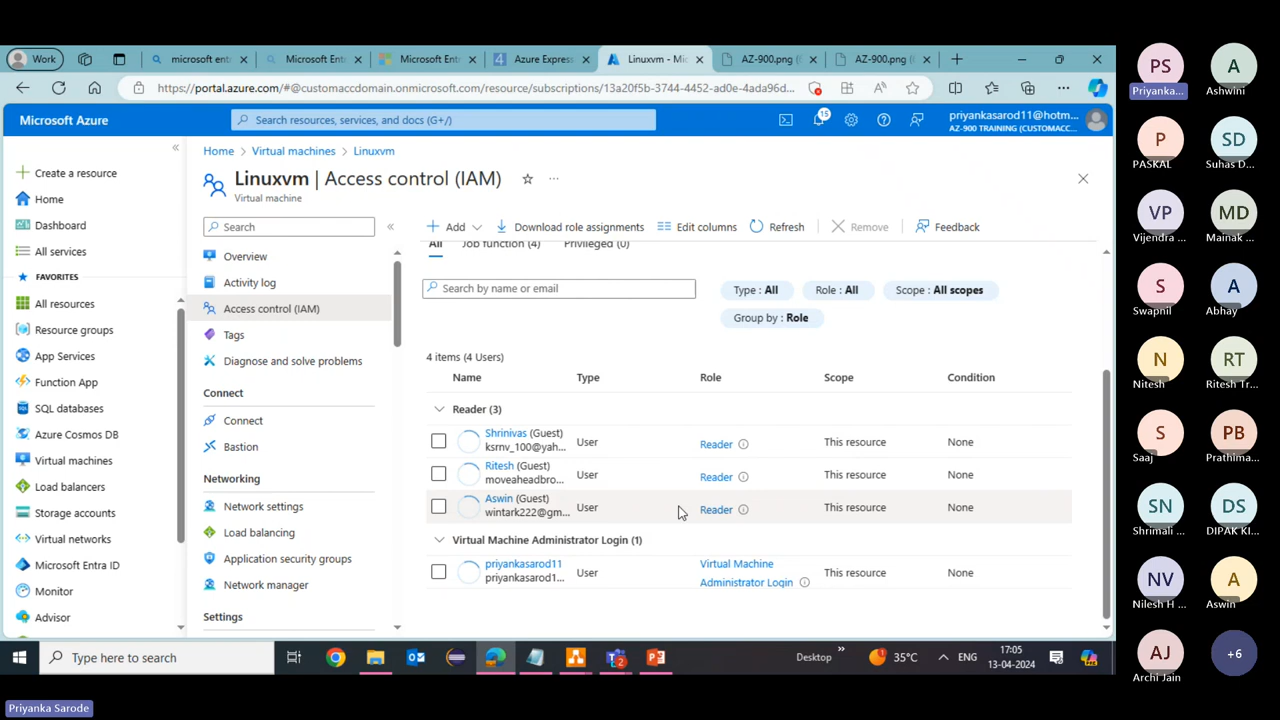 Work
microsoft ent
Microsoft Ent
Microsoft Ent
Azure Express
Linuxvm - Mic
AZ-900.png (
AZ-900.png (
https://portal.azure.com/#@customaccdomain.onmicrosoft.com/resource/subscriptions/13a20f5b-3744-4452-ad0e-4ada96d...
Microsoft Azure
Search resources, services, and docs (G+/)
15
priyankasarod11@hotm...
AZ-900 TRAINING (CUSTOMACC...
Create a resource
Home
Dashboard
All services
FAVORITES
All resources
Resource groups
App Services
Function App
SQL databases
Azure Cosmos DB
Virtual machines
Load balancers
Storage accounts
Virtual networks
Microsoft Entra ID
Monitor
Advisor
Home > Virtual machines > Linuxvm
Linuxvm | Access control (IAM)
Virtual machine
Search
Overview
Activity log
Access control (IAM)
Tags
Diagnose and solve problems
Connect
Connect
Bastion
Networking
Network settings
Load balancing
Application security groups
Network manager
Settings
Add
Download role assignments
Edit columns
Refresh
Remove
Feedback
All
Job function (4)
Privileged (0)
Search by name or email
Type : All
Role : All
Scope : All scopes
Group by : Role
4 items (4 Users)
Name Type Role Scope Condition
Reader (3)
Shrinivas (Guest)
ksrnv_100@yah...
User Reader This resource None
Ritesh (Guest)
moveaheadbro...
User Reader This resource None
Aswin (Guest)
wintark222@gm...
User Reader This resource None
Virtual Machine Administrator Login (1)
priyankasarod11
priyankasarod1...
User
Virtual Machine
Administrator Login
This resource None
Type here to search
2
Desktop
35°C
ENG
17:05
13-04-2024
PS
Priyanka...
A
Ashwini
P
PASKAL
SD
Suhas D...
VP
Vijendra ...
MD
Mainak ...
S
Swapnil
A
Abhay
N
Nitesh
RT
Ritesh Tr...
S
Saaj
PB
Prathima...
SN
Shrimali ...
DS
DIPAK KI...
NV
Nilesh H ...
A
Aswin
AJ
Archi Jain
+6
Priyanka Sarode